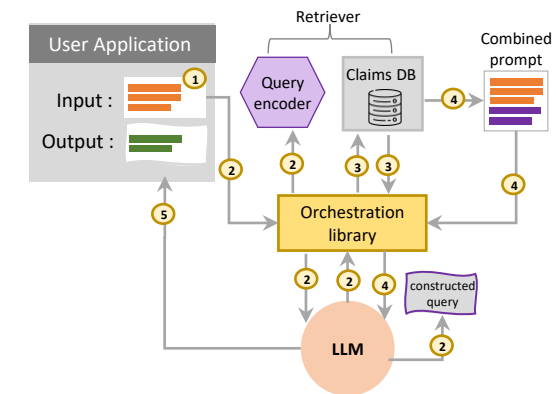 Retriever
User Application
Combined
prompt
1
Query
encoder
Claims DB
Input :
4
Output :
2
2
3
3
4
5
Orchestration
library
2
2
4
constructed
query
LLM
2